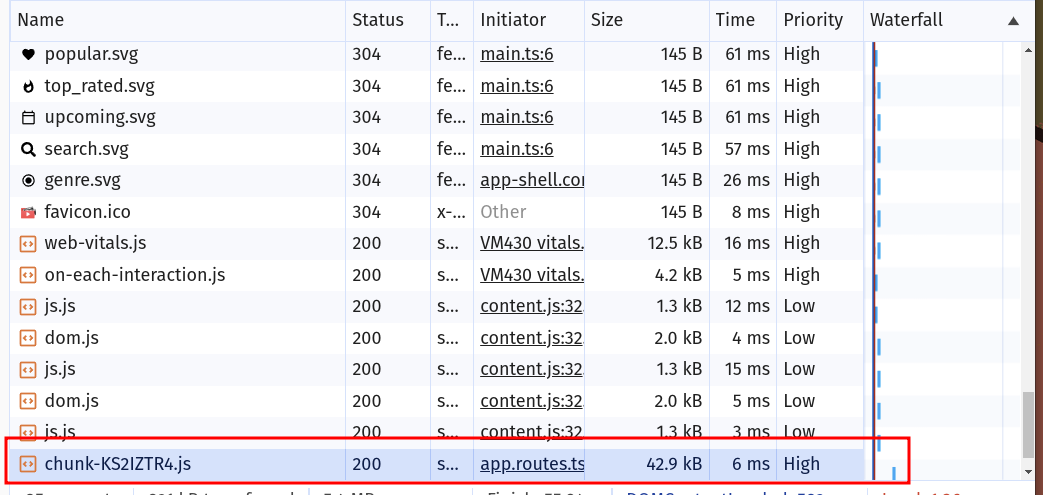 Name Status T... Initiator Size Time Priority Waterfall
popular.svg 304 fe... main.ts:6 145 B 61 ms High
top_rated.svg 304 fe... main.ts:6 145 B 61 ms High
upcoming.svg 304 fe... main.ts:6 145 B 61 ms High
search.svg 304 fe... main.ts:6 145 B 57 ms High
genre.svg 304 fe... app-shell.co 145 B 26 ms High
favicon.ico 304 x-... Other 145 B 8 ms High
web-vitals.js 200 s... VM430 vitals. 12.5 kB 16 ms High
on-each-interaction.js 200 s... VM430 vitals. 4.2 kB 5 ms High
js.js 200 s... content.js:32 1.3 kB 12 ms Low
dom.js 200 s... content.js:32 2.0 kB 4 ms Low
js.js 200 s... content.js:32 1.3 kB 15 ms Low
dom.js 200 s... content.js:32 2.0 kB 5 ms Low
js.js 200 s... content.js:32 1.3 kB 3 ms Low
chunk-KS2IZTR4.js 200 s... app.routes.ts 42.9 kB 6 ms High